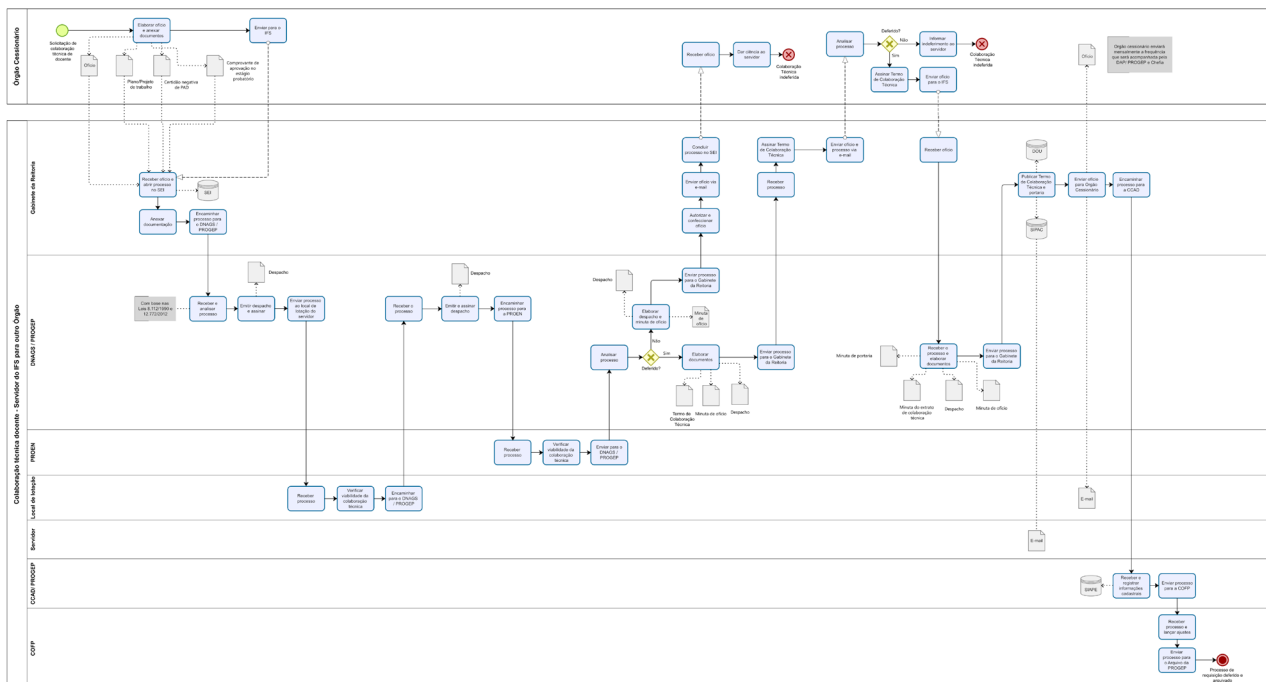 Órgão Cessionário
Solicitação de
colaboração
técnica de
docente
Elaborar ofício
e anexar
documentos
Enviar para o
IFS
Ofício
Plano/Projeto
de trabalho
Certidão negativa
de PAD
Comprovante de
aprovação no
estágio
probatório
Receber ofício
Dar ciência ao
servidor
Colaboração
Técnica
indeferida
Analisar
processo
Deferido?
Não
Sim
Informar
indeferimento ao
servidor
Colaboração
Técnica
indeferida
Assinar Termo
de Colaboração
Técnica
Enviar ofício
para o IFS
Ofício
Órgão cessionário enviará
mensalmente a frequência
que será acompanhada pela
DAP/ PROGEP e Chefia.
Colaboração técnica docente - Servidor do IFS para outro Órgão
Gabinete da Reitoria
Receber ofício e
abrir processo
no SEI
SEI
Anexar
documentação
Encaminhar
processo para
o DNAGS /
PROGEP
Concluir
processo no SEI
Enviar ofício via
e-mail
Autorizar e
confeccionar
ofício
Assinar Termo
de Colaboração
Técnica
Receber
processo
Enviar ofício e
processo via
e-mail
Receber ofício
DOU
Publicar Termo
de Colaboração
Técnica e
portaria
SIPAC
Enviar ofício
para Órgão
Cessionário
Encaminhar
processo para
a CCAD
DNAGS / PROGEP
Com base nas
Leis 8.112/1990 e
12.772/2012
Receber e
analisar
processo
Despacho
Emitir despacho
e assinar
Enviar processo
ao local de
lotação do
servidor
Receber o
processo
Despacho
Emitir e assinar
despacho
Encaminhar
processo para
a PROEN
Analisar
processo
Deferido?
Não
Sim
Despacho
Elaborar
despacho e
minuta de ofício
Minuta
de
ofício
Enviar processo
para o Gabinete
da Reitoria
Elaborar
documentos
Termo de
Colaboração
Técnica
Minuta de ofício
Despacho
Enviar processo
para o Gabinete
da Reitoria
Minuta de portaria
Receber o
processo e
elaborar
documentos
Minuta do extrato
de colaboração
técnica
Despacho
Minuta de ofício
Enviar processo
para o Gabinete
da Reitoria
PROEN
Receber
processo
Verificar
viabilidade da
colaboração
técnica
Enviar para o
DNAGS /
PROGEP
Local de lotação
Receber
processo
Verificar
viabilidade da
colaboração
técnica
Encaminhar
para o DNAGS
/ PROGEP
E-mail
Servidor
E-mail
CCAD/ PROGEP
SIAPE
Receber e
registrar
informações
cadastrais
Enviar processo
para a COFP
COFP
Receber
processo e
lançar ajustes
Enviar
processo para
o Arquivo da
PROGEP
Processo de
requisição deferido e
arquivado